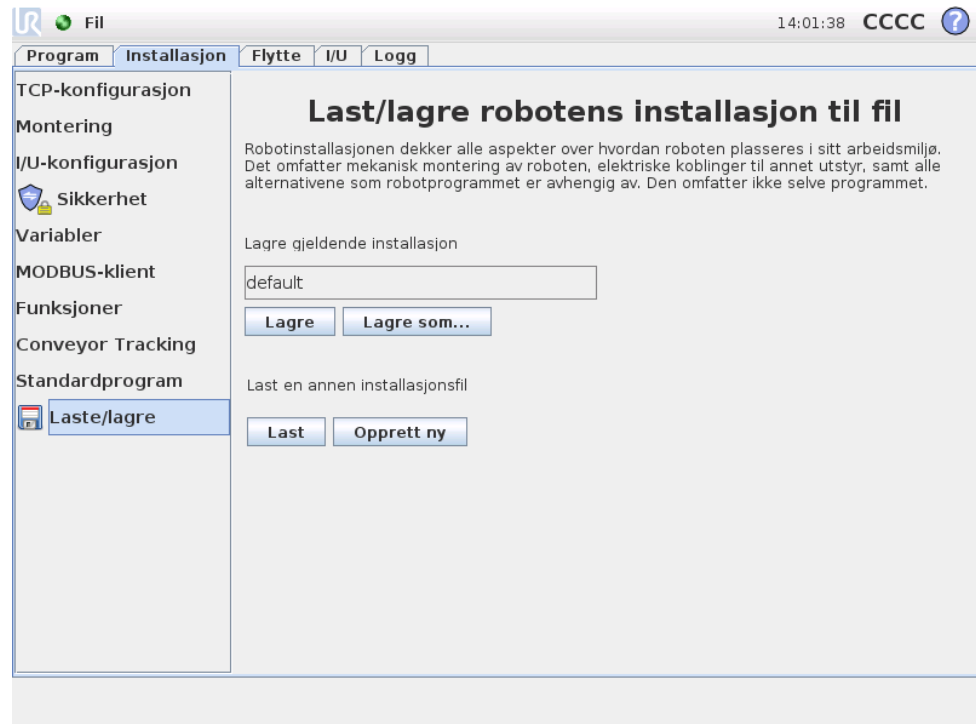 UR Fil 14:01:38 CCCC ?
Program Installasjon Flytte I/U Logg
TCP-konfigurasjon
Montering
I/U-konfigurasjon
Sikkerhet
Variabler
MODBUS-klient
Funksjoner
Conveyor Tracking
Standardprogram
Laste/lagre
Last/lagre robotens installasjon til fil
Robotinstallasjonen dekker alle aspekter over hvordan roboten plasseres i sitt arbeidsmiljø.
Det omfatter mekanisk montering av roboten, elektriske koblinger til annet utstyr, samt alle
alternativene som robotprogrammet er avhengig av. Den omfatter ikke selve programmet.
Lagre gjeldende installasjon
default
Lagre Lagre som...
Last en annen installasjonsfil
Last Opprett ny